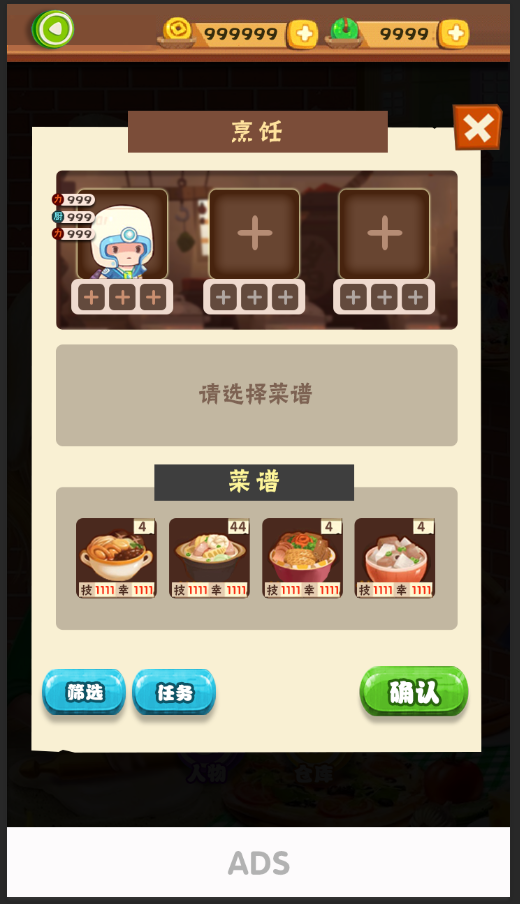 999999
9999
烹饪
力 999
厨 999
力 999
请选择菜谱
菜谱
4
44
4
4
技 1111 幸 1111
技 1111 幸 1111
技 1111 幸 1111
技 1111 幸 1111
筛选
任务
确认
人物
仓库
ADS